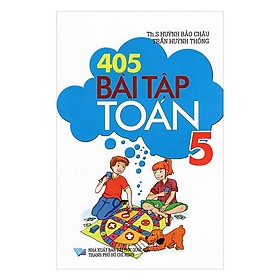 Th.S HUỲNH BẢO CHÂU
TRẦN HUỲNH THỐNG
405
BÀI TẬP
TOÁN
5
NHÀ XUẤT BẢN ĐẠI HỌC QUỐC GIA
THÀNH PHỐ HỒ CHÍ MINH